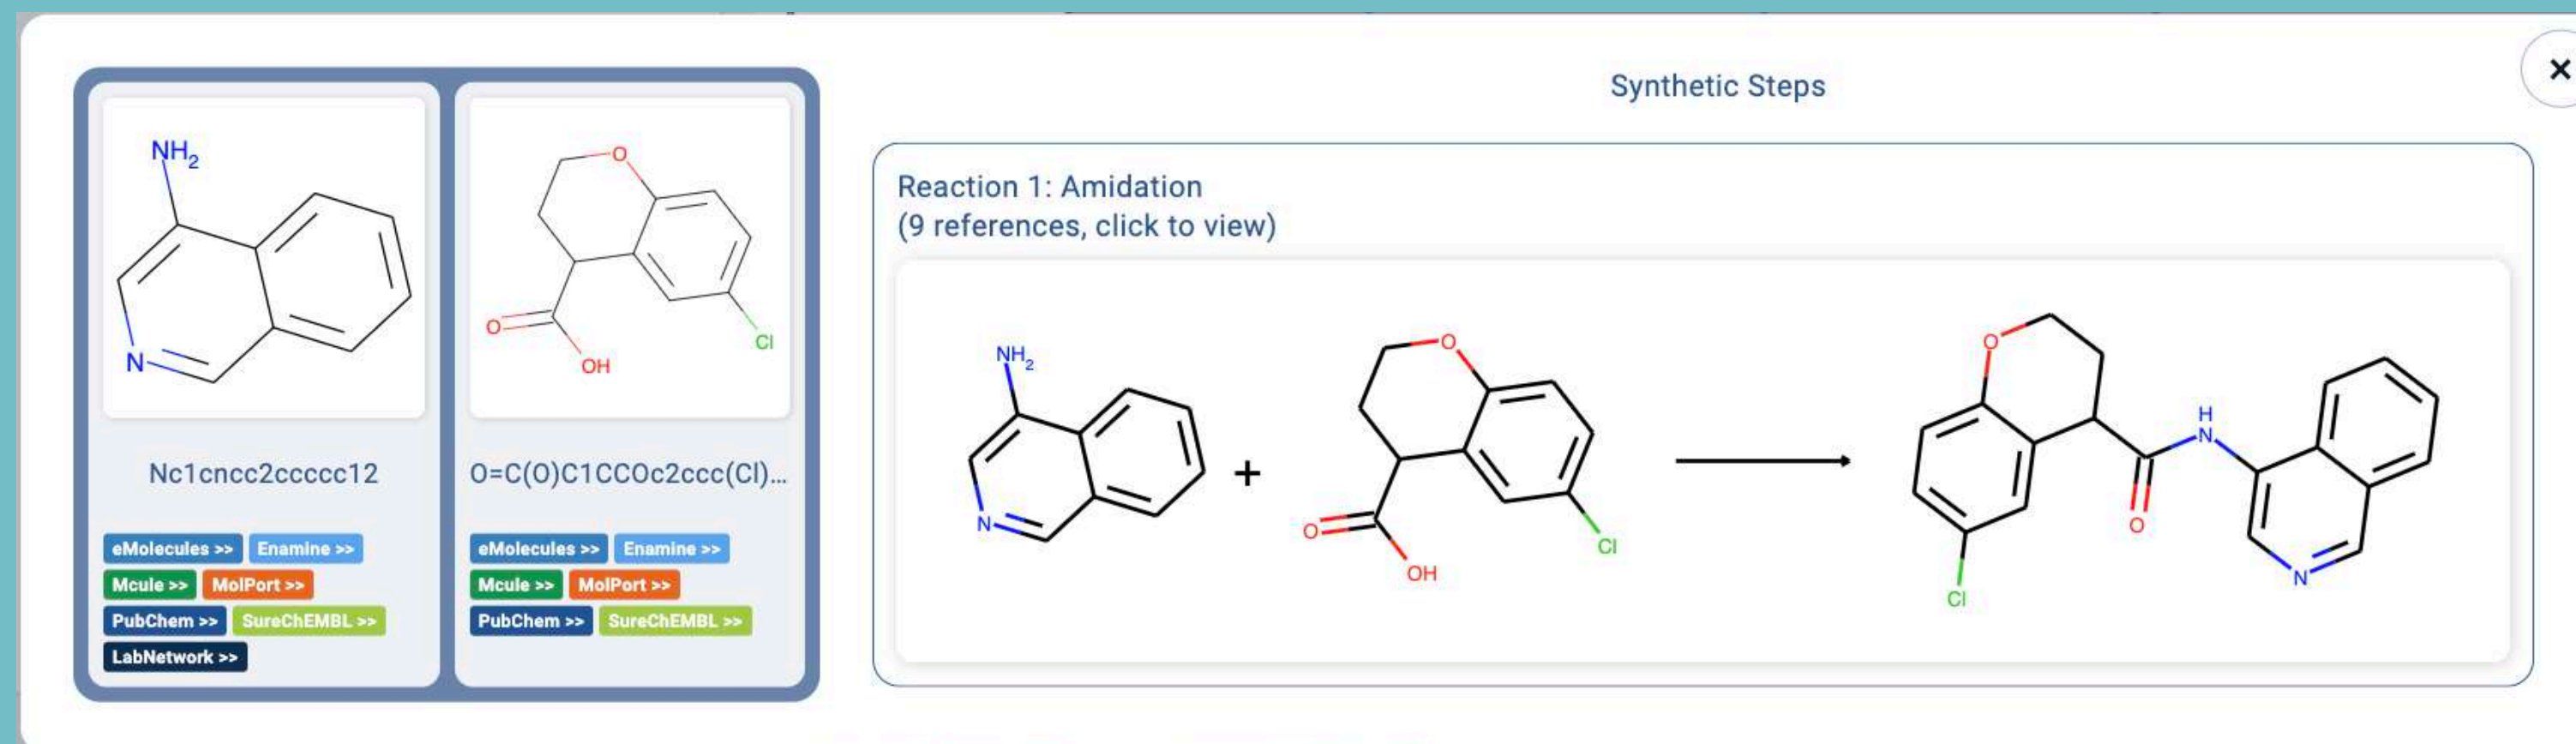 Synthetic Steps
×
NH2
N
Nc1cncc2ccccc12
eMolecules >> Enamine >>
Mcule >> MolPort >>
PubChem >> SureChEMBL >>
LabNetwork >>
O
O
OH
Cl
O=C(O)C1CCOc2ccc(Cl)...
eMolecules >> Enamine >>
Mcule >> MolPort >>
PubChem >> SureChEMBL >>
Reaction 1: Amidation
(9 references, click to view)
NH2
N
+
O
O
OH
Cl
O
H
N
O
N
Cl